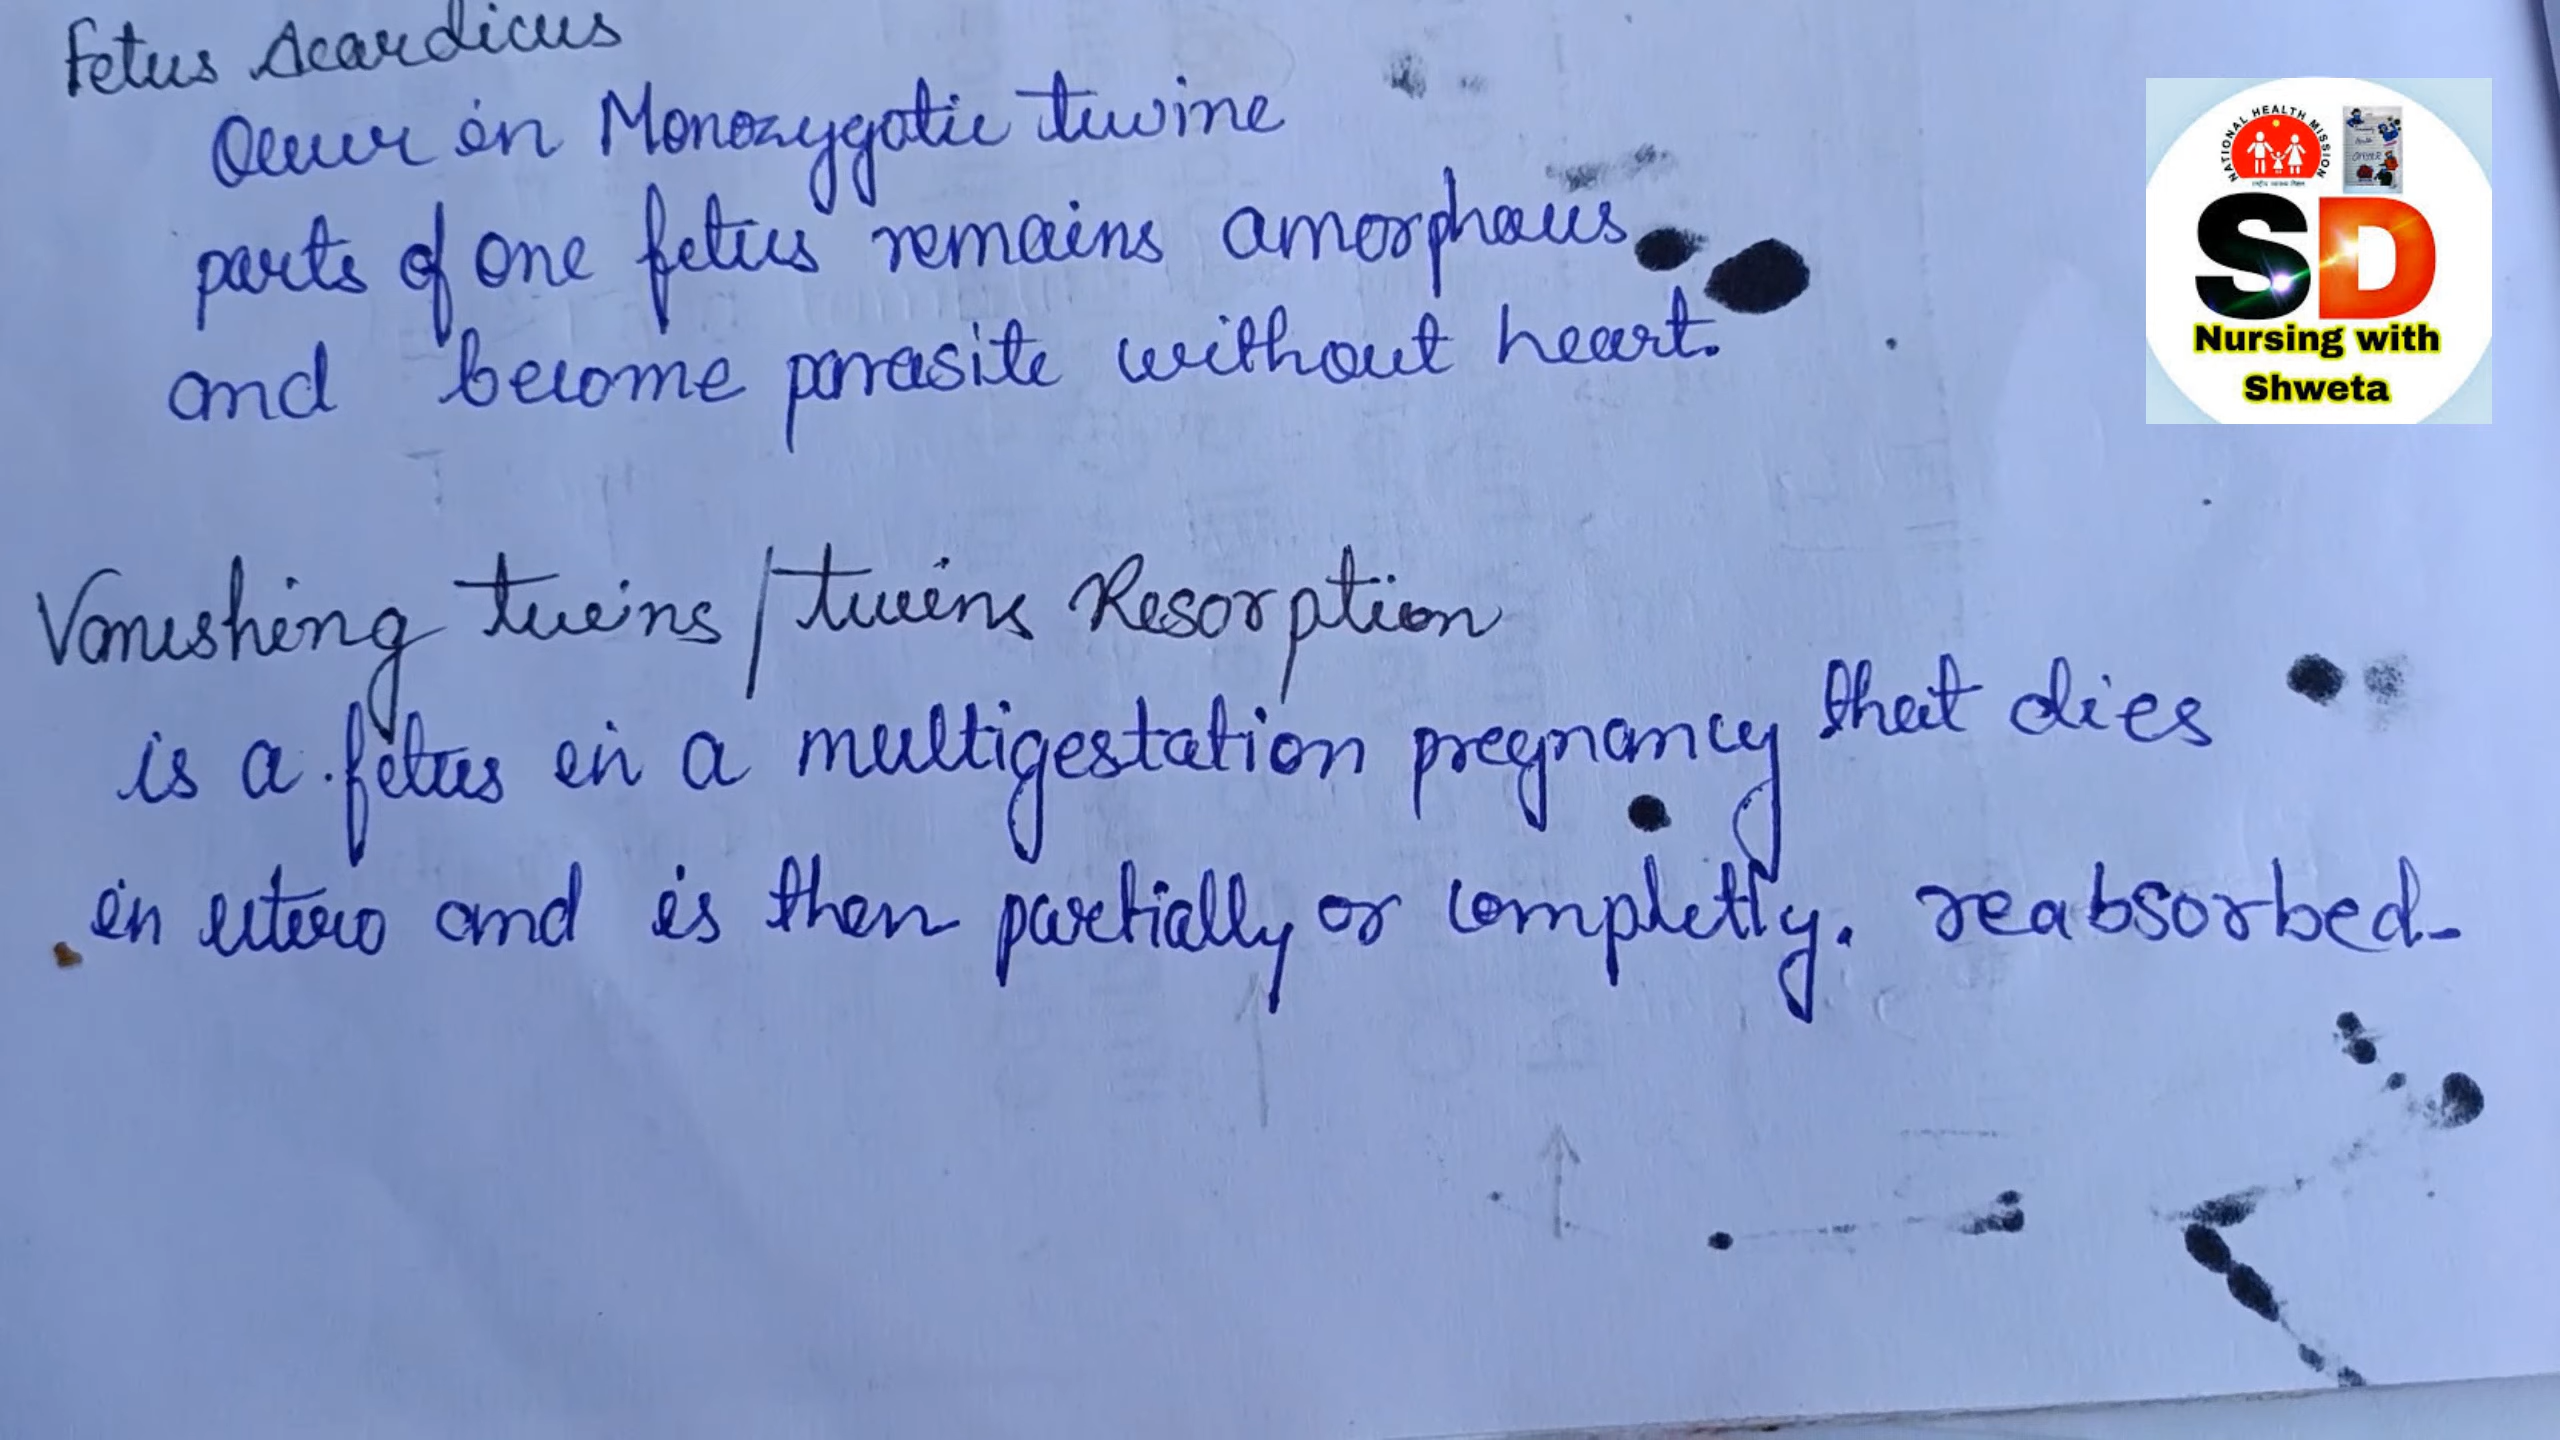 Fetus Acardicus
Occur in Monozygotic twine
parts of one fetus remains amorphous
and become parasite without heart.
Vanishing twins / twins Resorption
is a fetus in a multigestation pregnancy that dies
in utero and is then partially or completly. reabsorbed-
NATIONAL HEALTH MISSION
SD
Nursing with
Shweta